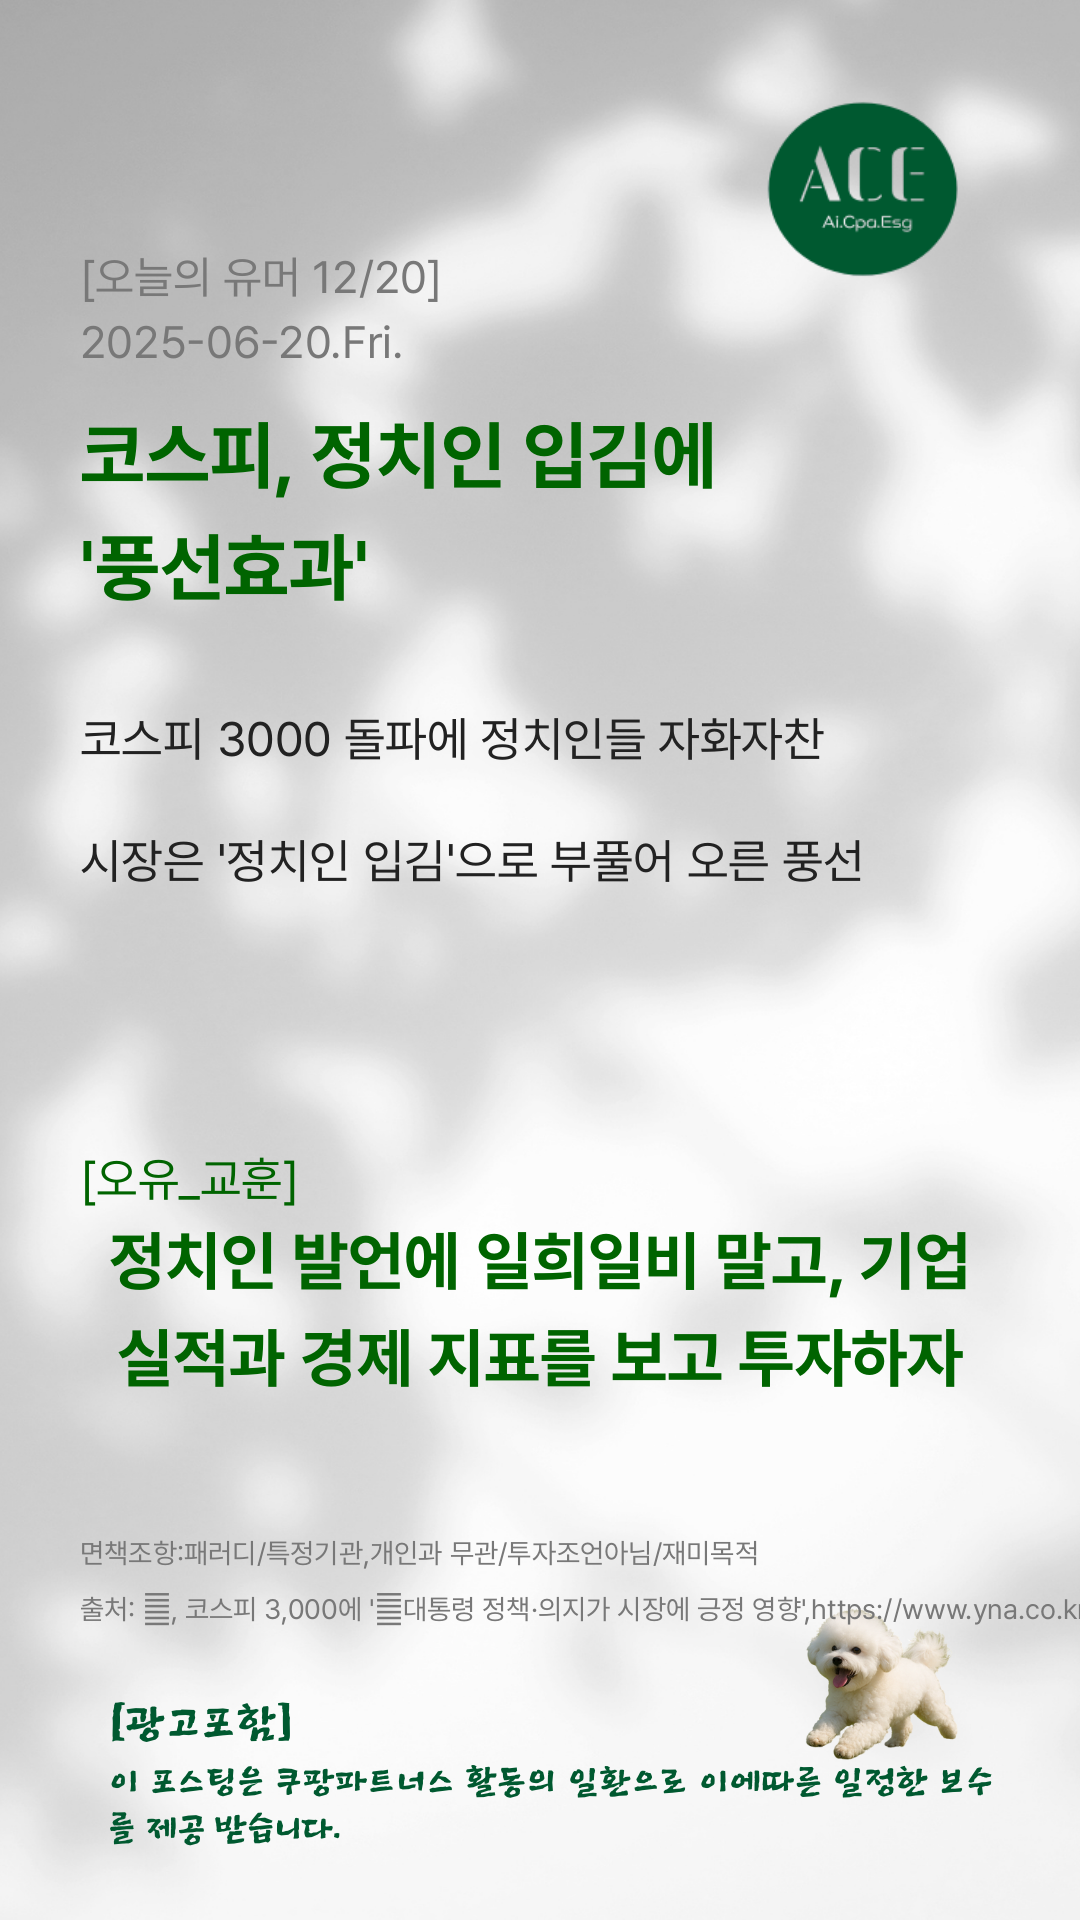 ACE
Ai.Cpa.Esg
[오늘의 유머 12/20]
2025-06-20.Fri.
코스피, 정치인 입김에
'풍선효과'
코스피 3000 돌파에 정치인들 자화자찬
시장은 '정치인 입김'으로 부풀어 오른 풍선
[오유_교훈]
정치인 발언에 일희일비 말고, 기업
실적과 경제 지표를 보고 투자하자
면책조항:패러디/특정기관,개인과 무관/투자조언아님/재미목적
출처: , 코스피 3,000에 '대통령 정책·의지가 시장에 긍정 영향',https://www.yna.co.kr
[광고포함]
이 포스팅은 쿠팡파트너스 활동의 일환으로 이에따른 일정한 보수
를 제공 받습니다.